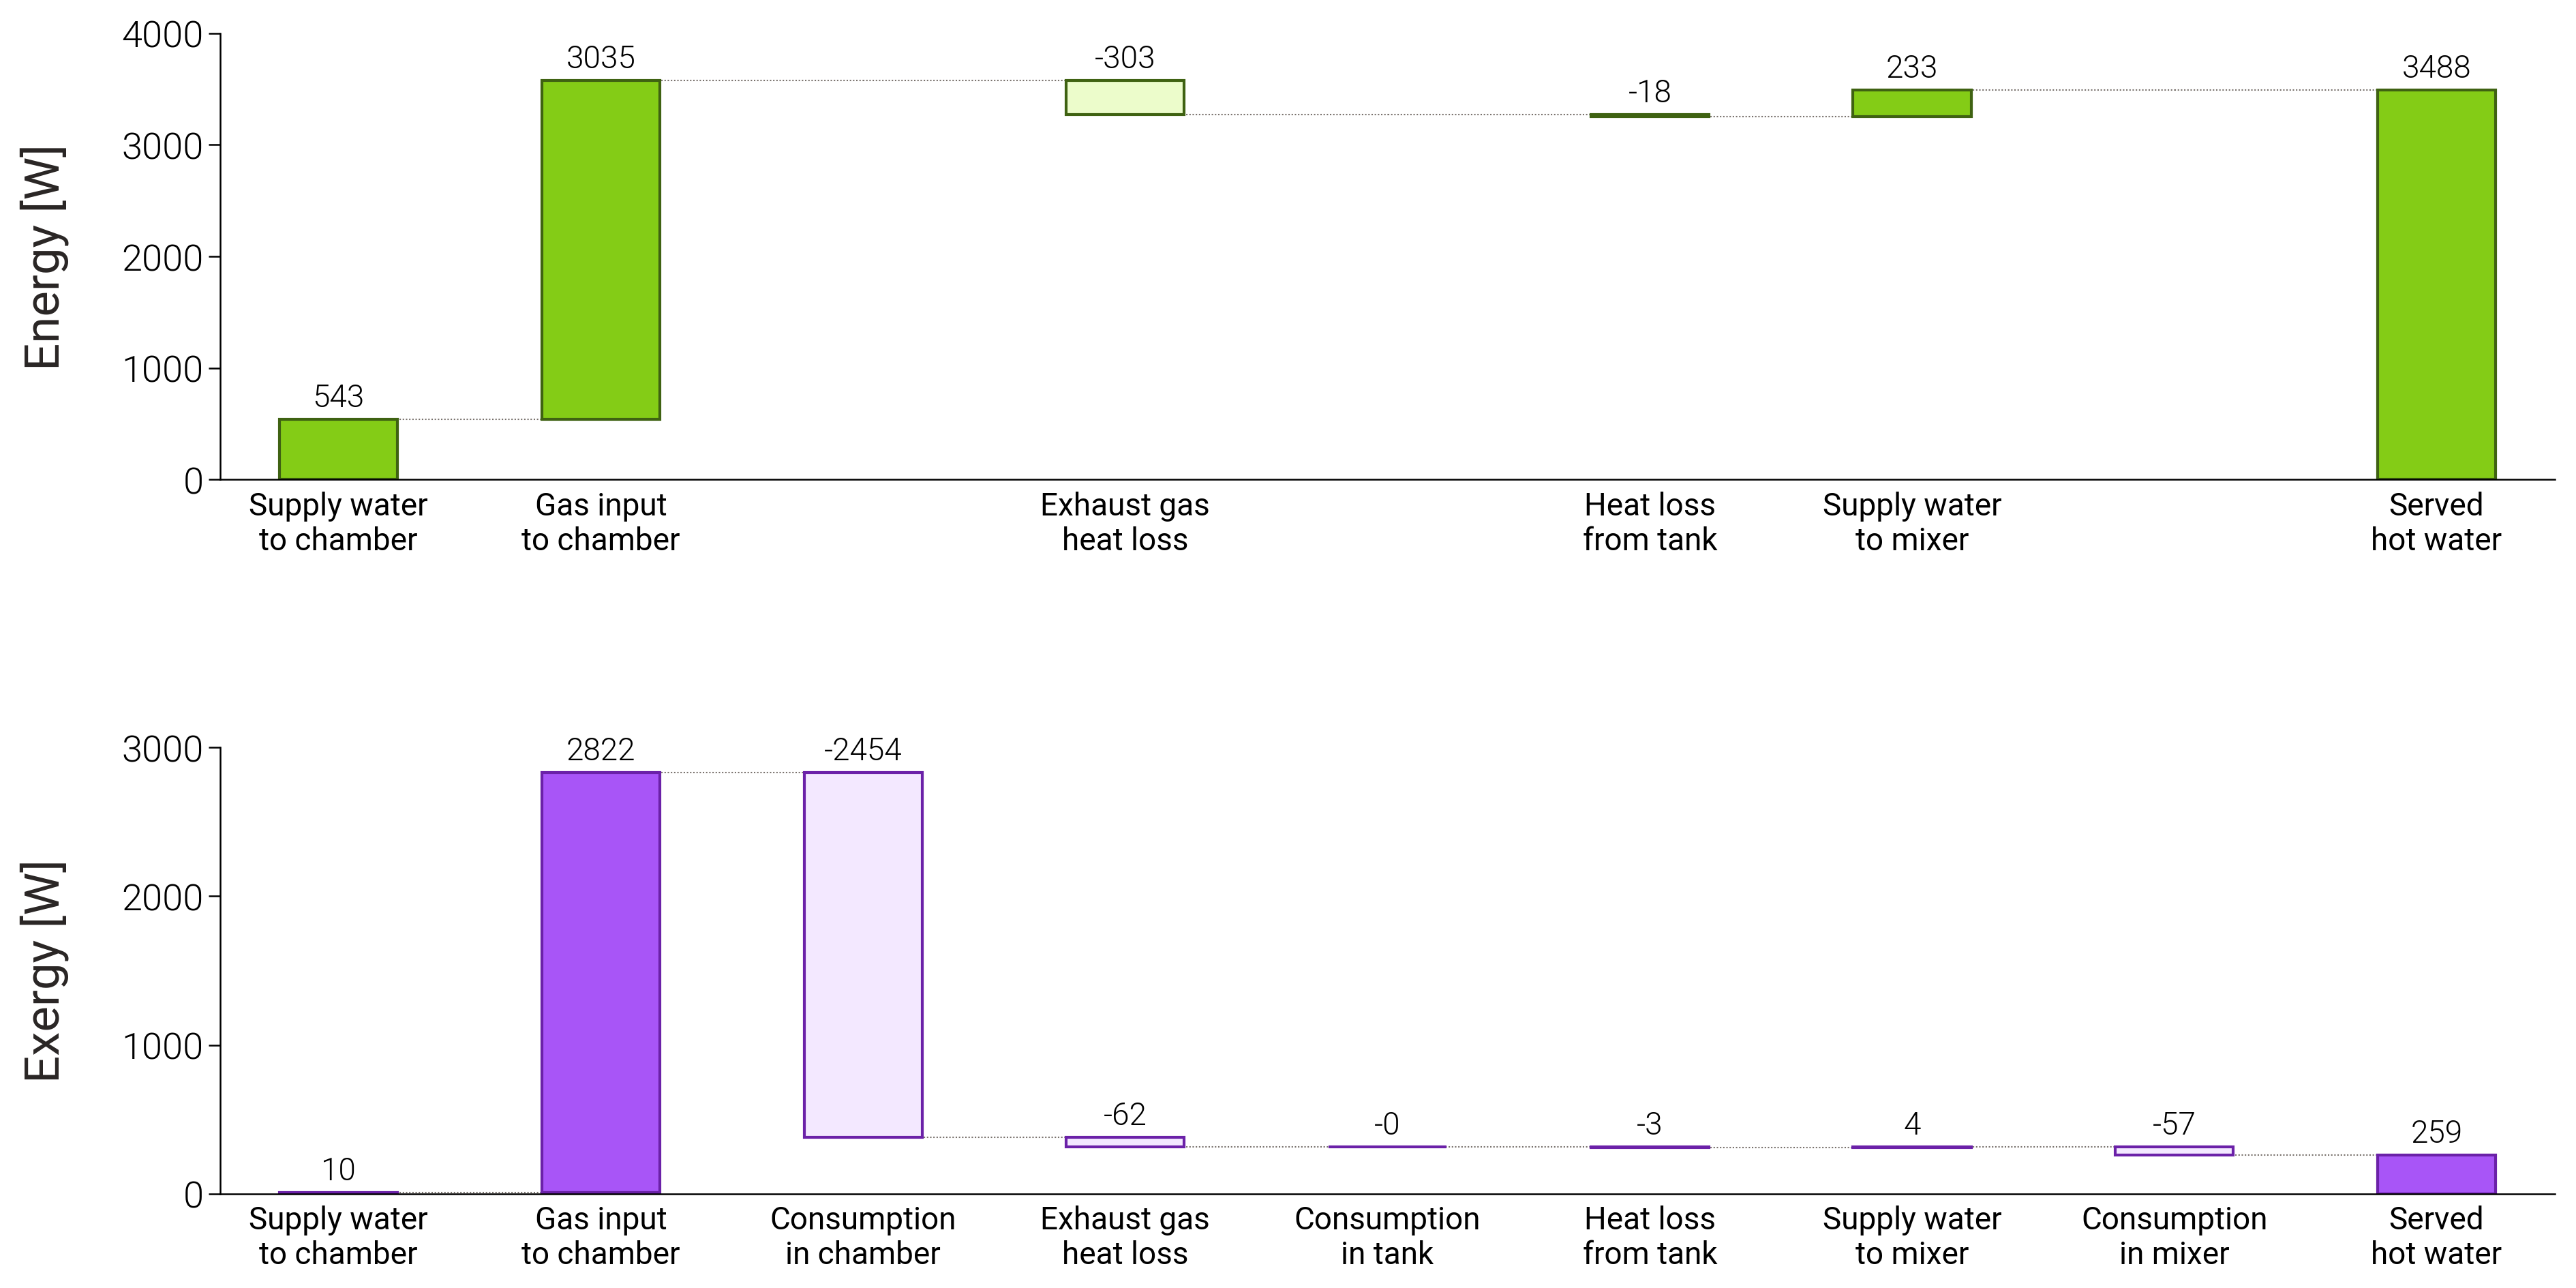 Energy [W]
4000
3000
2000
1000
0
543
3035
-303
-18
233
3488
Supply water
to chamber
Gas input
to chamber
Exhaust gas
heat loss
Heat loss
from tank
Supply water
to mixer
Served
hot water
Exergy [W]
3000
2000
1000
0
10
2822
-2454
-62
-0
-3
4
-57
259
Supply water
to chamber
Gas input
to chamber
Consumption
in chamber
Exhaust gas
heat loss
Consumption
in tank
Heat loss
from tank
Supply water
to mixer
Consumption
in mixer
Served
hot water